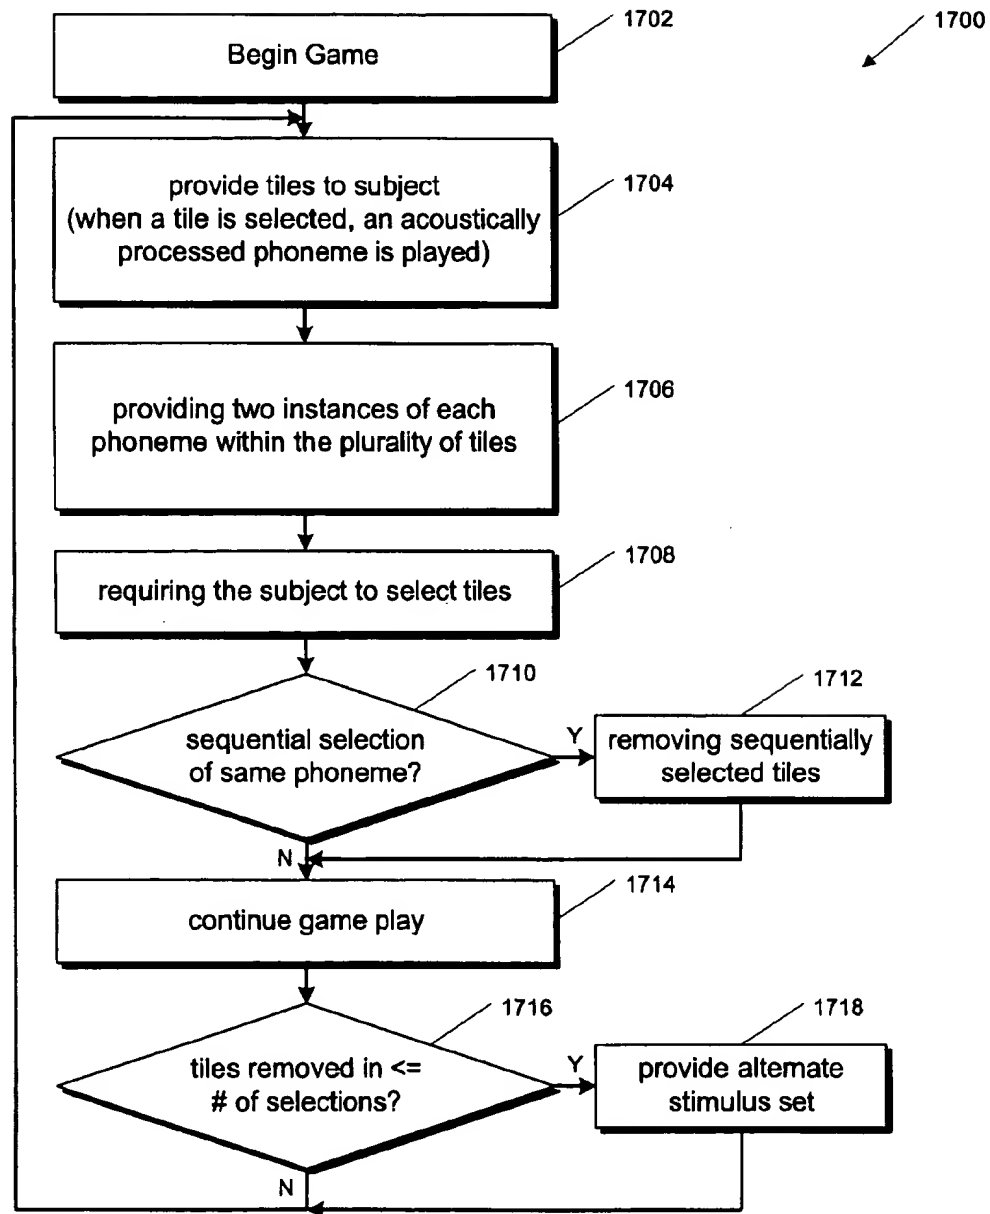 1702
1700
Begin Game
provide tiles to subject
(when a tile is selected, an acoustically
processed phoneme is played)
1704
providing two instances of each
phoneme within the plurality of tiles
1706
requiring the subject to select tiles
1708
1710
sequential selection
of same phoneme?
Y
1712
removing sequentially
selected tiles
N
1714
continue game play
1716
tiles removed in <=
# of selections?
Y
1718
provide alternate
stimulus set
N